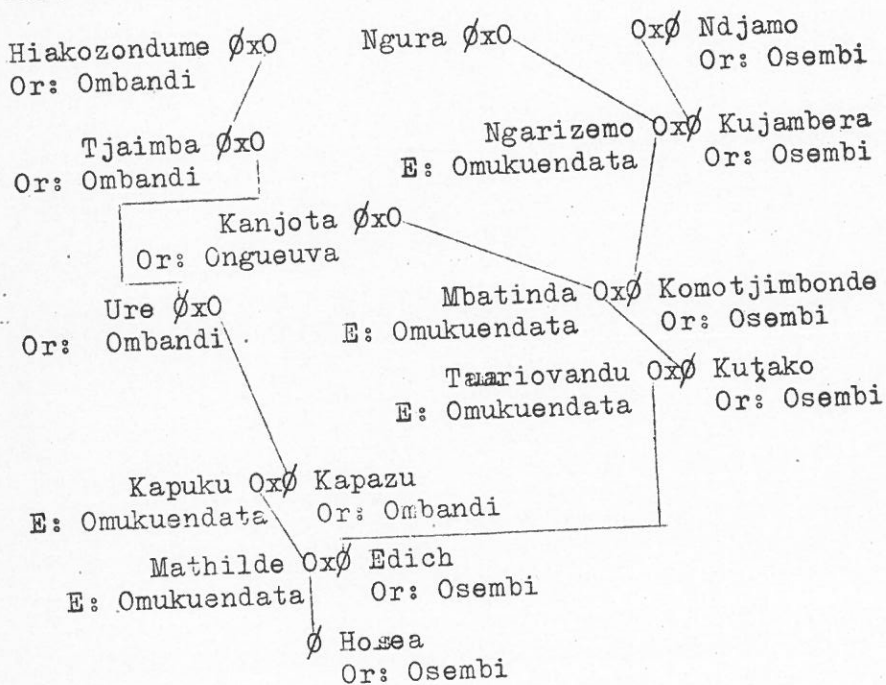 Hiakozondume ØxO Ngura ØxO OxØ Ndjamo
Or: Ombandi Or: Osembi
Tjaimba ØxO Ngarizemo OxØ Kujambera
Or: Ombandi E: Omukuendata Or: Osembi
Kanjota ØxO
Or: Ongueuva
Ure ØxO Mbatinda OxØ Komotjimbonde
Or: Ombandi E: Omukuendata Or: Osembi
OxØ Kutako
E: Omukuendata Or: Osembi
Kapuku OxØ Kapazu
E: Omukuendata Or: Ombandi
Mathilde OxØ Edich
E: Omukuendata Or: Osembi
Ø Hosea
Or: Osembi